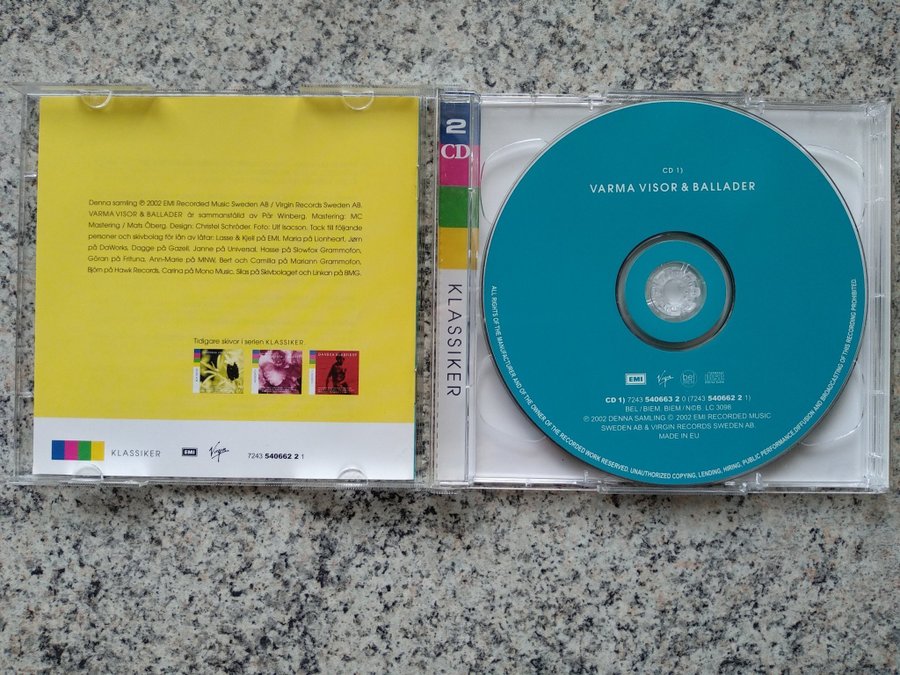 Denna samling ℗ 2002 EMI Recorded Music Sweden AB / Virgin Records Sweden AB.
VARMA VISOR & BALLADER är sammanställd av Pär Winberg. Mastering: MC
Mastering / Mats Öberg. Design: Christel Schröder. Foto: Ulf Isacson. Tack till följande
personer och skivbolag för lån av låtar: Lasse & Kjell på EMI, Maria på Lionheart, Jørn
på DaWorks, Dagge på Gazell, Janne på Universal, Hasse på Slowfox Grammofon,
Göran på Frituna, Ann-Marie på MNW, Bert och Camilla på Mariann Grammofon,
Björn på Hawk Records, Carina på Mono Music, Silas på Skivbolaget och Linkan på BMG.
Tidigare skivor i serien KLASSIKER.
KLASSIKER
EMI
Virgin
7243 540662 2 1
2
CD
KLASSIKER
CD 1)
VARMA VISOR & BALLADER
EMI
Virgin
CD 1) 7243 540663 2 0 (7243 540662 2 1)
BEL / BIEM. BIEM / NCB. LC 3098
℗ 2002 DENNA SAMLING © 2002 EMI RECORDED MUSIC
SWEDEN AB & VIRGIN RECORDS SWEDEN AB.
MADE IN EU
ALL RIGHTS OF THE MANUFACTURER AND OF THE OWNER OF THE RECORDED WORK RESERVED. UNAUTHORIZED COPYING, LENDING, HIRING, PUBLIC PERFORMANCE, DIFFUSION AND BROADCASTING OF THIS RECORDING PROHIBITED.